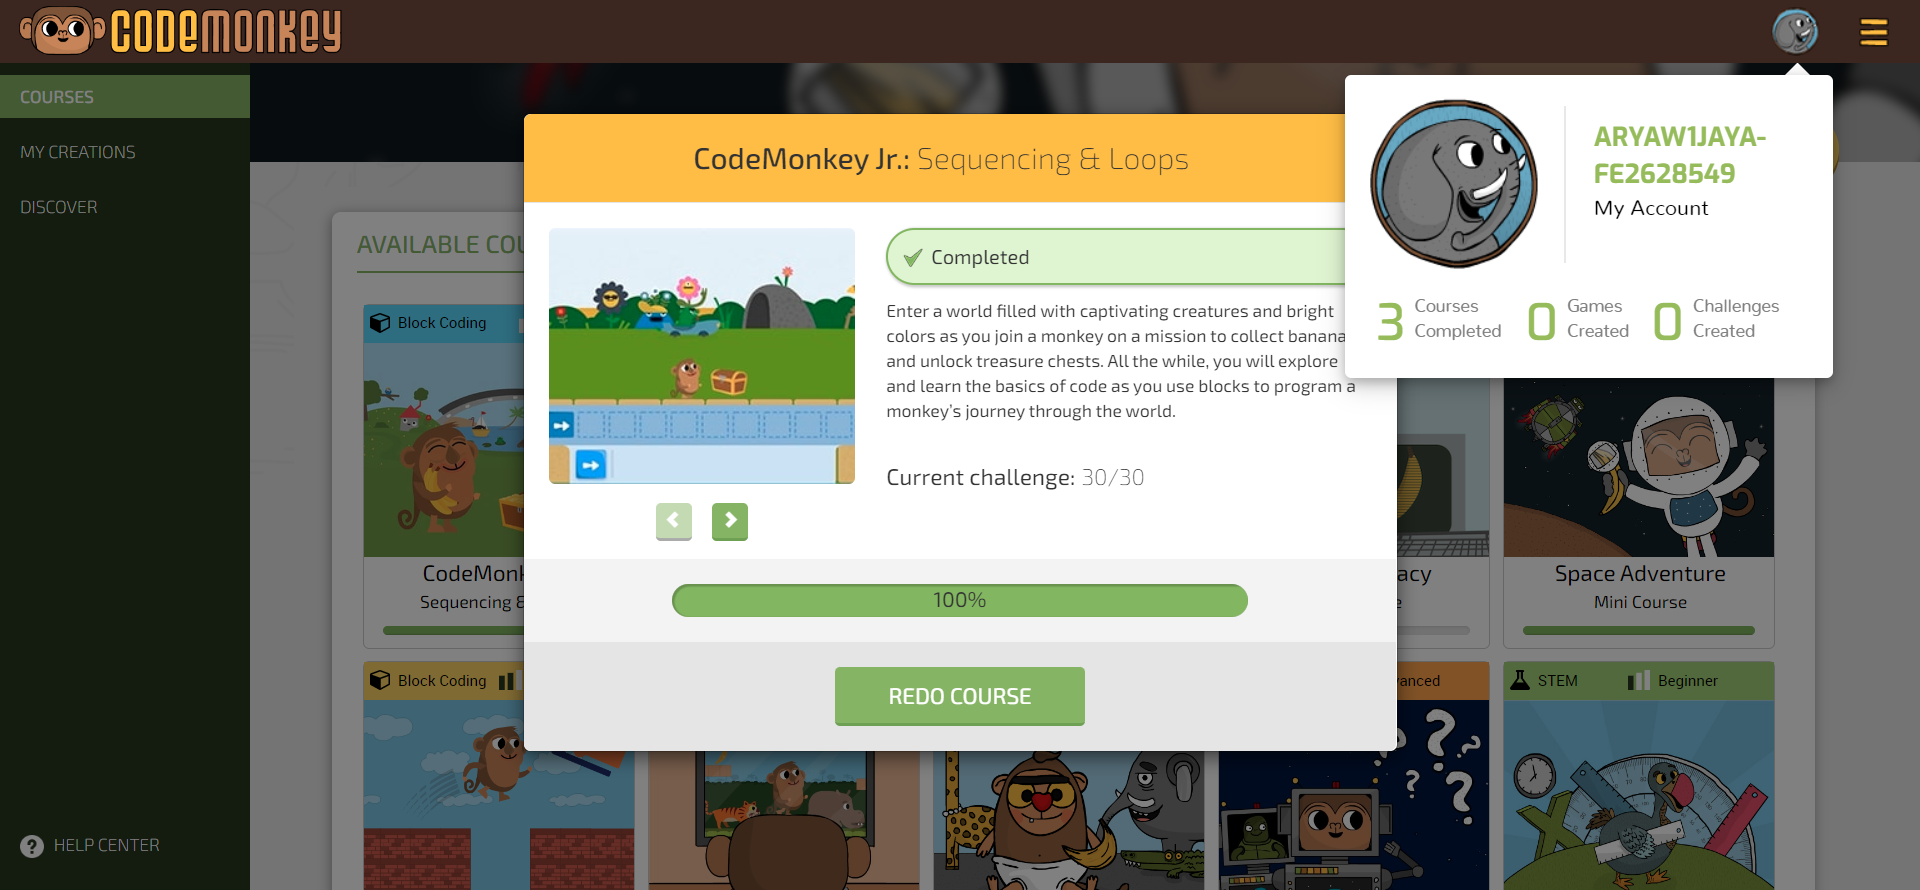 CODEMONKEY
COURSES
MY CREATIONS
DISCOVER
HELP CENTER
AVAILABLE
Block Coding
Sequencing
Block Coding
CodeMonkey Jr.: Sequencing & Loops
Completed
Enter a world filled with captivating creatures and bright
colors as you join a monkey on a mission to collect banana
and unlock treasure chests. All the while, you will explore
and learn the basics of code as you use blocks to program a
monkey’s journey through the world.
Current challenge: 30/30
100%
REDO COURSE
ARYAW1JAYA-
FE2628549
My Account
3 Courses Completed
0 Games Created
0 Challenges Created
Space Adventure
Mini Course
STEM Beginner